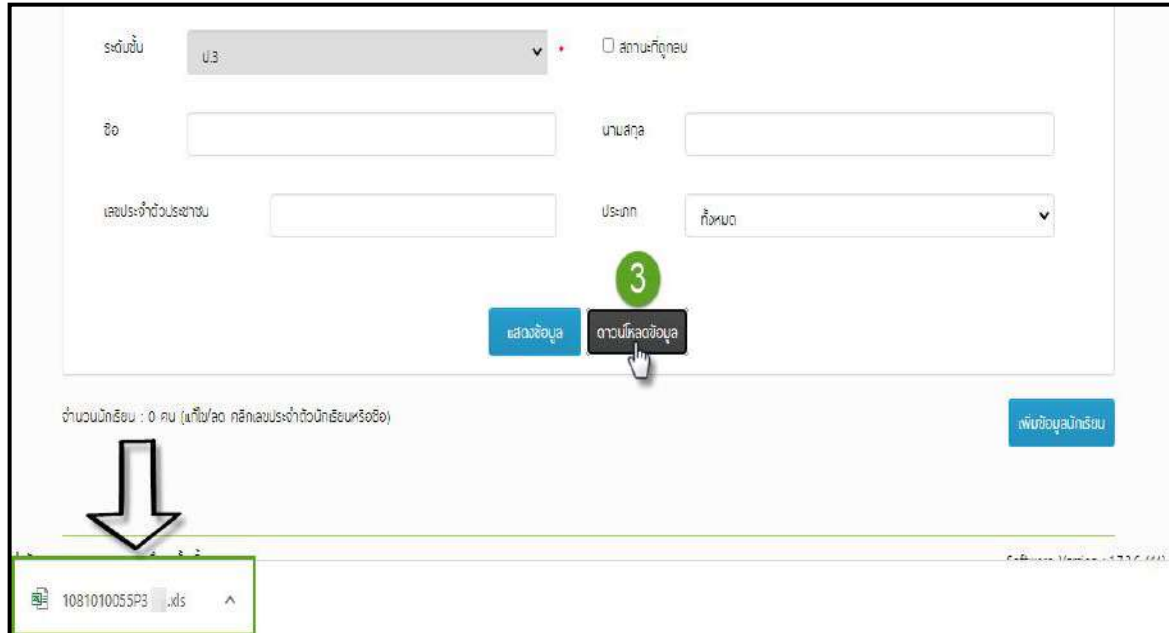 ระดับชั้น ป.3 * สถานะที่ถูกลบ
ชื่อ นามสกุล
เลขประจำตัวประชาชน ประเภท ทั้งหมด
3
แสดงข้อมูล ดาวน์โหลดข้อมูล
จำนวนนักเรียน : 0 คน (แก้ไข/ลด คลิกเลขประจำตัวนักเรียนหรือชื่อ) เพิ่มข้อมูลนักเรียน
Software Version :
1081010055P3 .xls